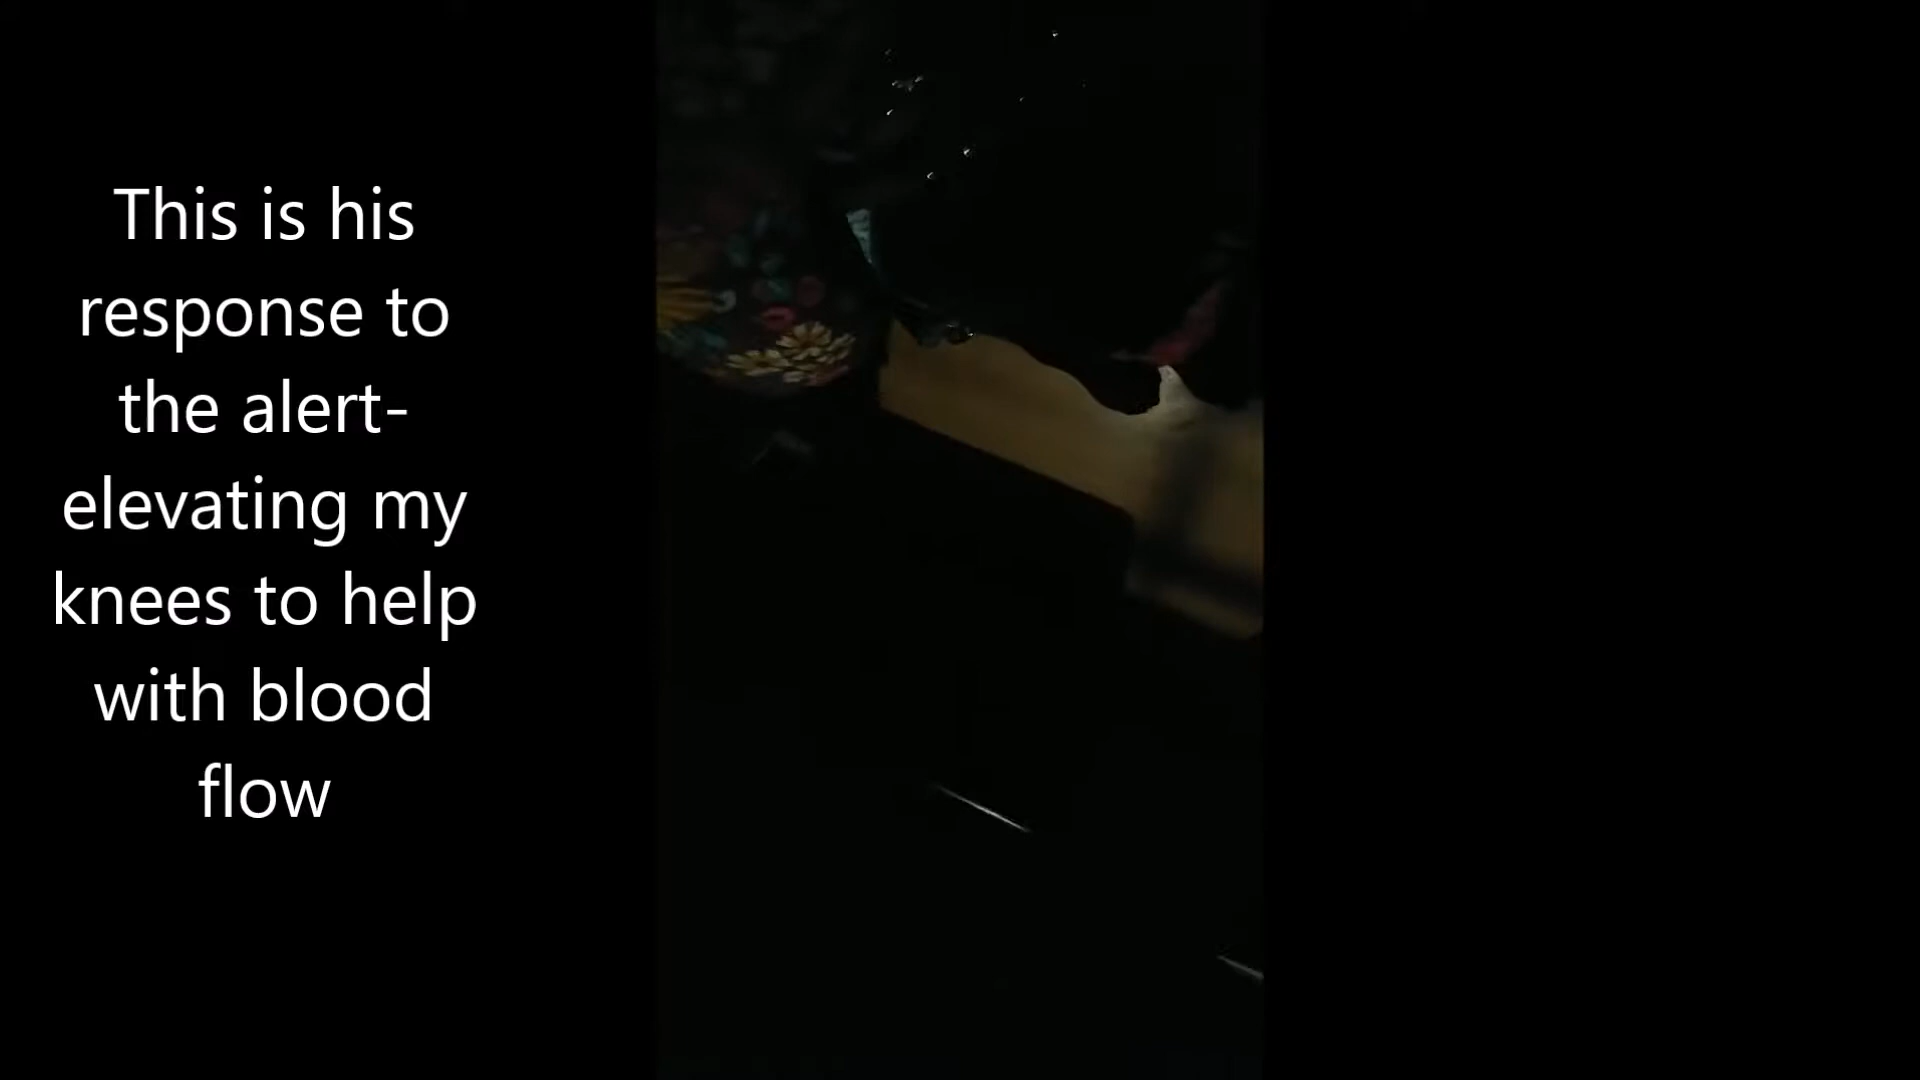 This is his
response to
the alert-
elevating my
knees to help
with blood
flow